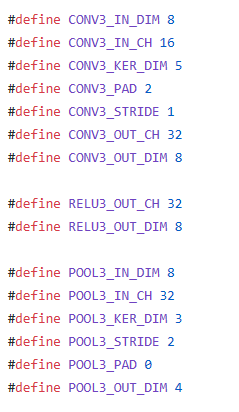 #define CONV3_IN_DIM 8
#define CONV3_IN_CH 16
#define CONV3_KER_DIM 5
#define CONV3_PAD 2
#define CONV3_STRIDE 1
#define CONV3_OUT_CH 32
#define CONV3_OUT_DIM 8
#define RELU3_OUT_CH 32
#define RELU3_OUT_DIM 8
#define POOL3_IN_DIM 8
#define POOL3_IN_CH 32
#define POOL3_KER_DIM 3
#define POOL3_STRIDE 2
#define POOL3_PAD 0
#define POOL3_OUT_DIM 4